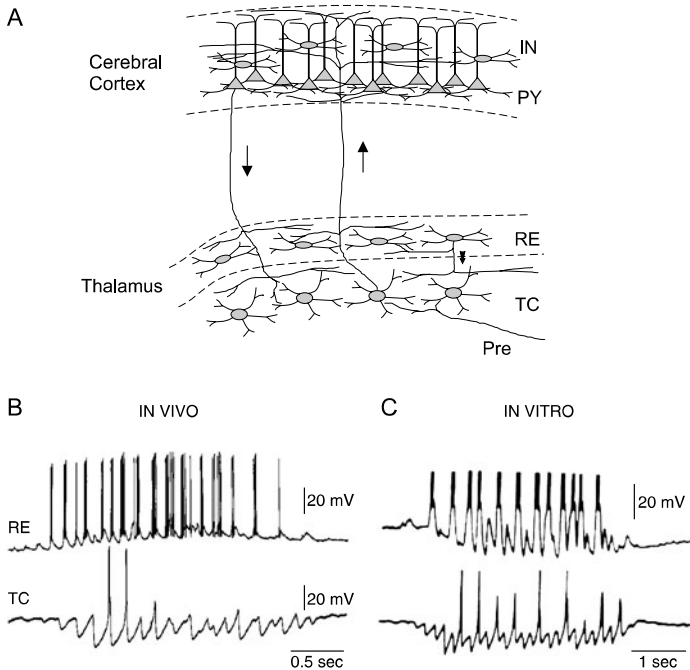 A
Cerebral
Cortex
IN
PY
RE
Thalamus
TC
Pre
B
IN VIVO
C
IN VITRO
20 mV
20 mV
RE
TC
20 mV
0.5 sec
1 sec